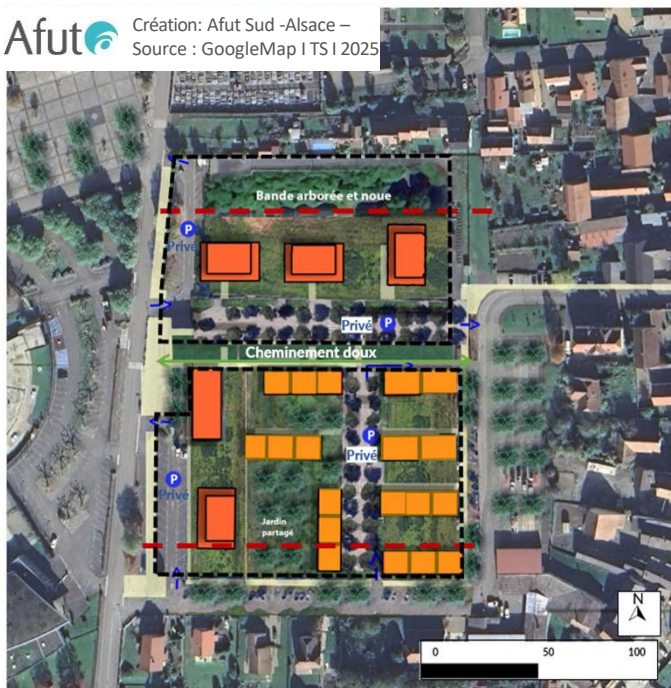 Afut
Création: Afut Sud -Alsace –
Source : GoogleMap I TS I 2025
Bande arborée et noue
P
Privé
Privé P
Cheminement doux
P
Privé
P
Privé
Jardin
partagé
N
0 50 100